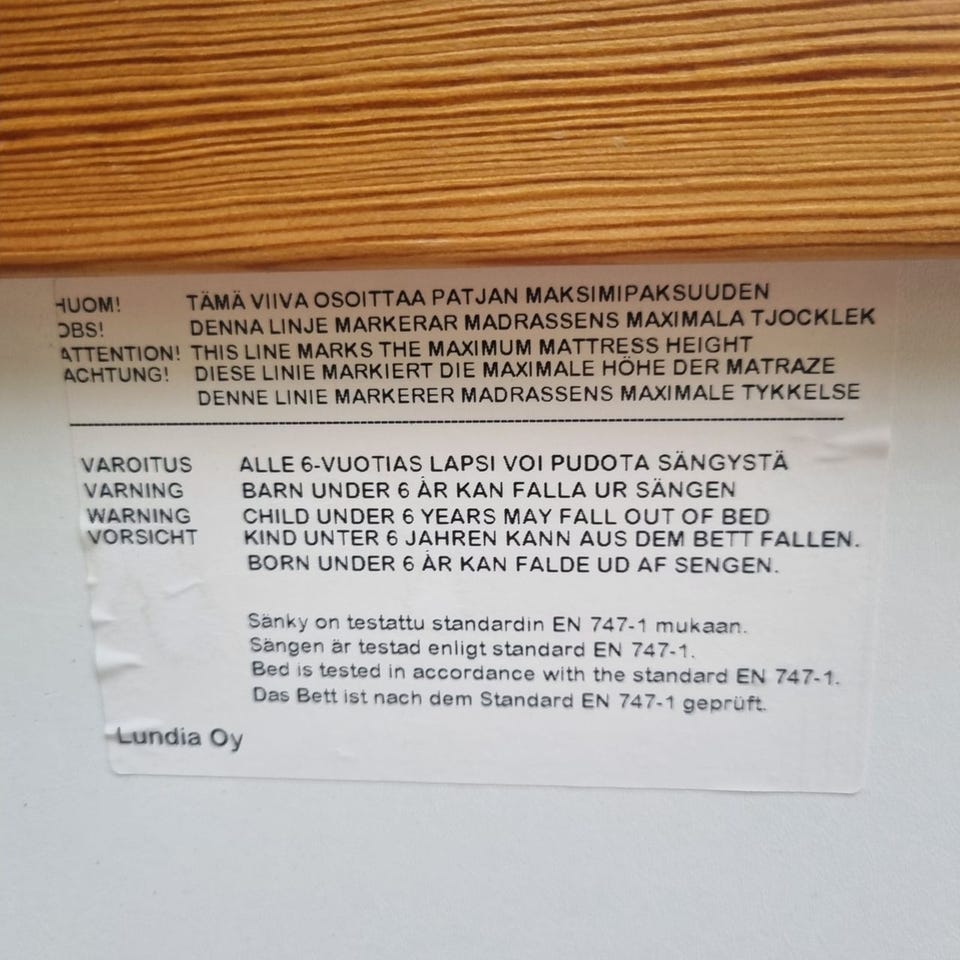 HUOM! TÄMÄ VIIVA OSOITTAA PATJAN MAKSIMIPAKSUUDEN
OBS! DENNA LINJE MARKERAR MADRASSENS MAXIMALA TJOCKLEK
ATTENTION! THIS LINE MARKS THE MAXIMUM MATTRESS HEIGHT
ACHTUNG! DIESE LINIE MARKIERT DIE MAXIMALE HÖHE DER MATRAZE
DENNE LINIE MARKERER MADRASSENS MAXIMALE TYKKELSE
VAROITUS ALLE 6-VUOTIAS LAPSI VOI PUDOTA SÄNGYSTÄ
VARNING BARN UNDER 6 ÅR KAN FALLA UR SÄNGEN
WARNING CHILD UNDER 6 YEARS MAY FALL OUT OF BED
VORSICHT KIND UNTER 6 JAHREN KANN AUS DEM BETT FALLEN.
BORN UNDER 6 ÅR KAN FALDE UD AF SENGEN.
Sänky on testattu standardin EN 747-1 mukaan.
Sängen är testad enligt standard EN 747-1.
Bed is tested in accordance with the standard EN 747-1.
Das Bett ist nach dem Standard EN 747-1 geprüft.
Lundia Oy